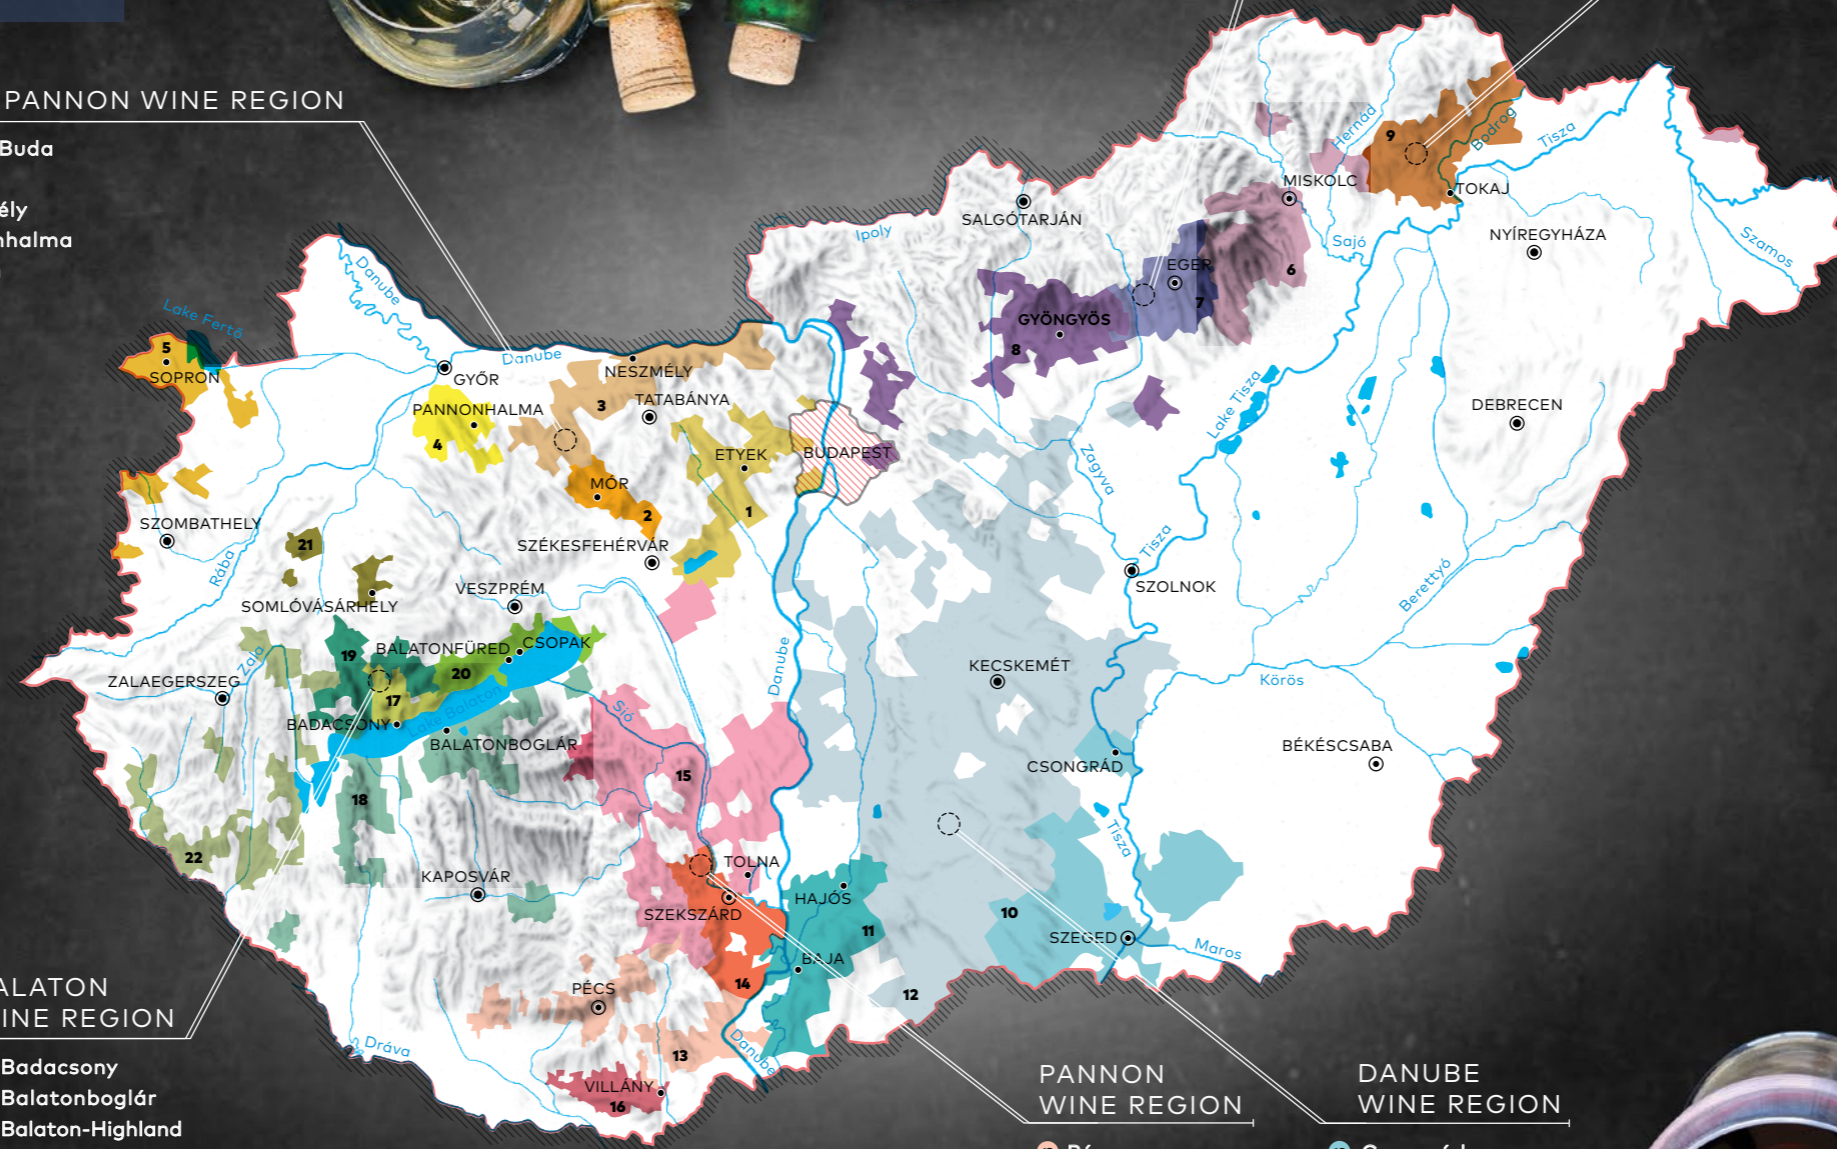 PANNON WINE REGION
Buda
ély
nhalma
Lake Fertő
5
SOPRON
Danube
GYŐR
Danube
NESZMÉLY
PANNONHALMA
4
3
TATABÁNYA
MÓR
2
ETYEK
1
BUDAPEST
SZÉKESFEHÉRVÁR
SZOMBATHELY
Rába
21
SOMLÓVÁSÁRHELY
VESZPRÉM
Ipoly
SALGÓTARJÁN
GYÖNGYÖS
8
EGER
7
6
MISKOLC
Hernád
Sajó
9
Bodrog
TOKAJ
Tisza
NYÍREGYHÁZA
Szamos
Lake Tisza
DEBRECEN
Zagyva
Tisza
SZOLNOK
Berettyó
Körös
BÉKÉSCSABA
KECSKEMÉT
CSONGRÁD
Tisza
10
SZEGED
Maros
12
Danube
ZALAEGERSZEG
Zala
19
BALATONFÜRED
CSOPAK
20
17
BADACSONY
Lake Balaton
BALATONBOGLÁR
18
22
Sió
15
KAPOSVÁR
TOLNA
SZEKSZÁRD
14
HAJÓS
11
BAJA
PÉCS
13
Danube
VILLÁNY
16
Dráva
ALATON
INE REGION
Badacsony
Balatonboglár
Balaton-Highland
PANNON
WINE REGION
DANUBE
WINE REGION